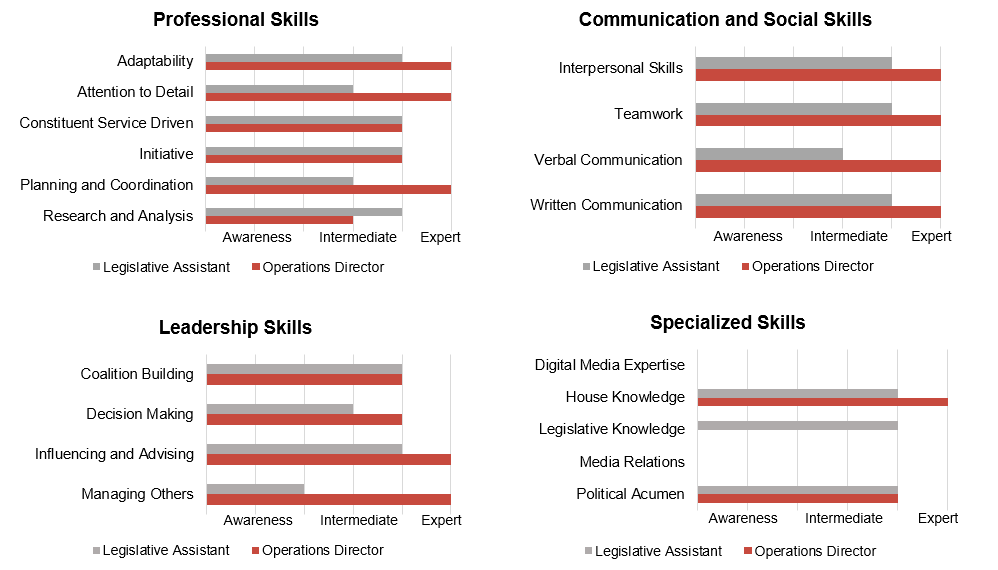 Professional Skills
Adaptability
Attention to Detail
Constituent Service Driven
Initiative
Planning and Coordination
Research and Analysis
Awareness Intermediate Expert
Legislative Assistant Operations Director
Communication and Social Skills
Interpersonal Skills
Teamwork
Verbal Communication
Written Communication
Awareness Intermediate Expert
Legislative Assistant Operations Director
Leadership Skills
Coalition Building
Decision Making
Influencing and Advising
Managing Others
Awareness Intermediate Expert
Legislative Assistant Operations Director
Specialized Skills
Digital Media Expertise
House Knowledge
Legislative Knowledge
Media Relations
Political Acumen
Awareness Intermediate Expert
Legislative Assistant Operations Director